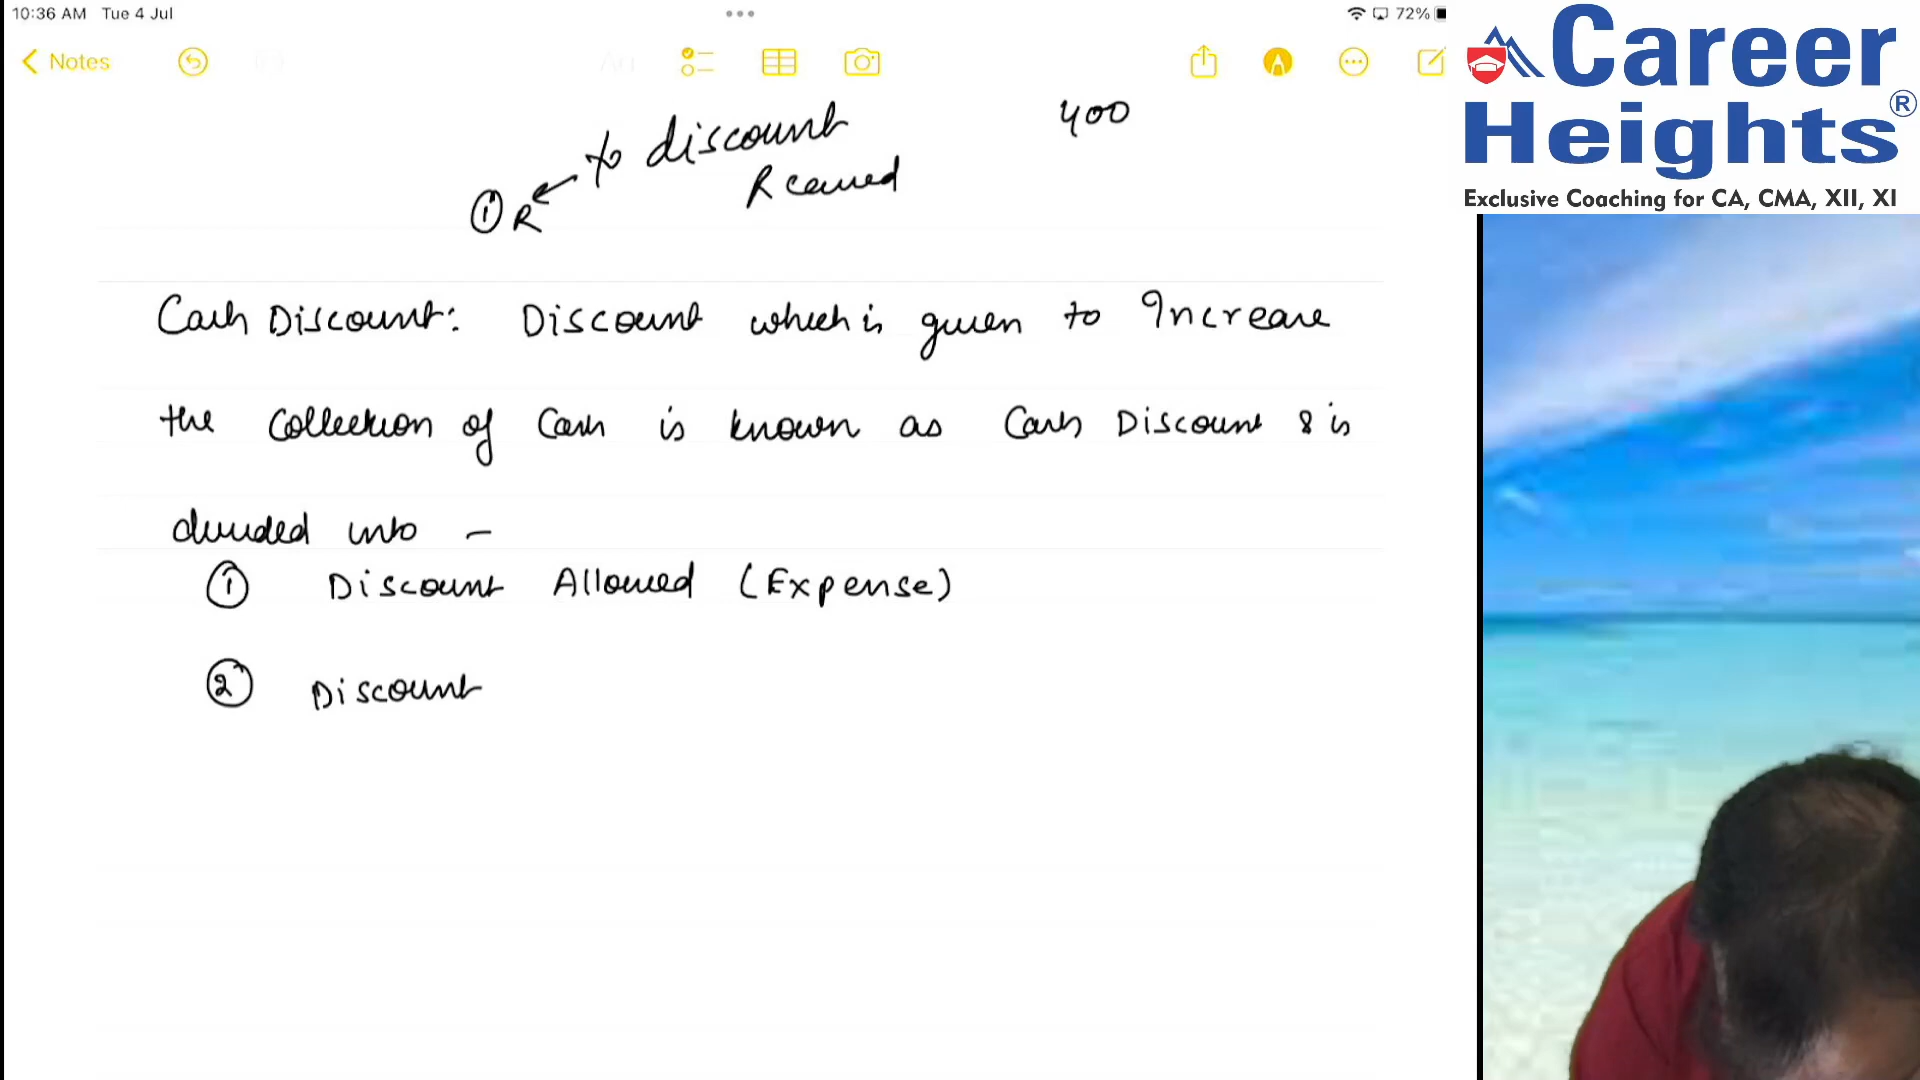 10:36 AM Tue 4 Jul
72%
Notes
Career
Heights®
Exclusive Coaching for CA, CMA, XII, XI
to discount 400
Received
① R
Cash Discount: Discount which is given to Increase
the Collection of Cash is known as Cash Discount & is
divided into –
① Discount Allowed (Expense)
② Discount